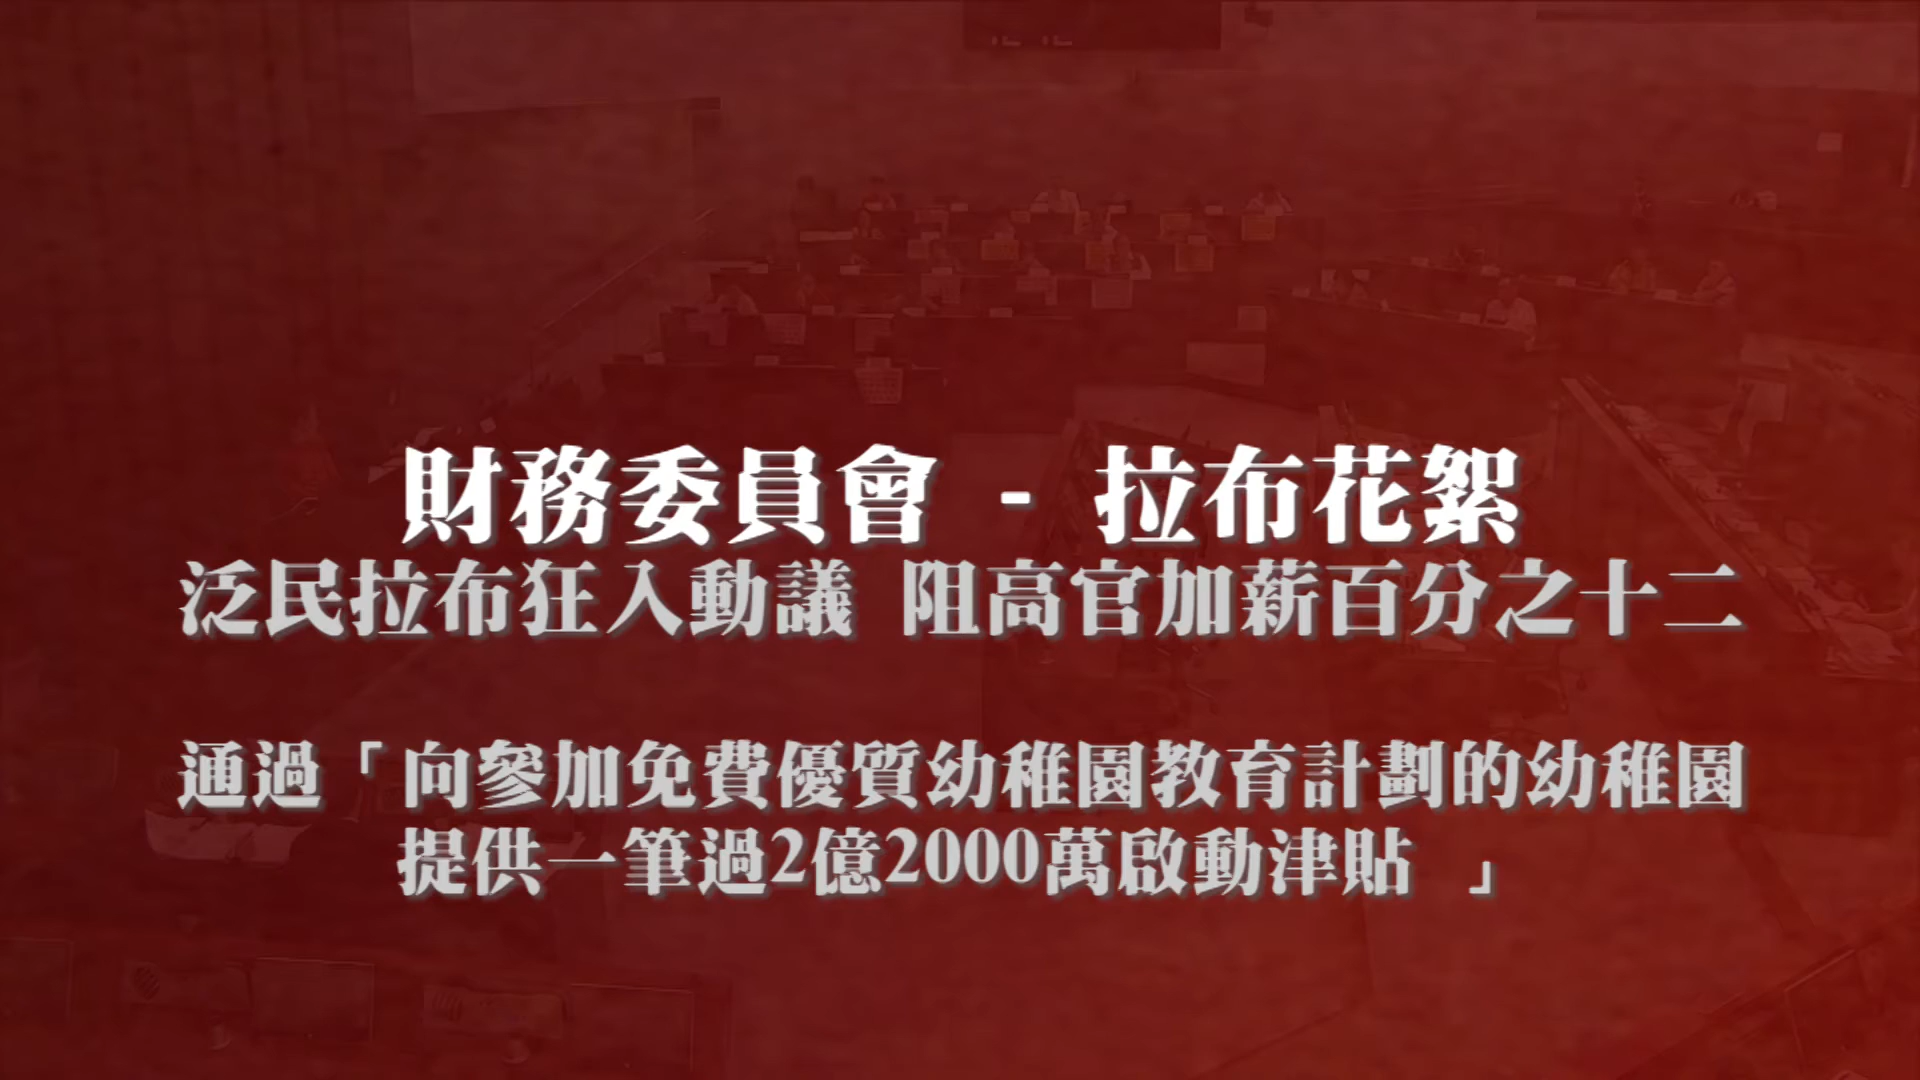 財務委員會 - 拉布花絮
泛民拉布狂入動議 阻高官加薪百分之十二
通過「向參加免費優質幼稚園教育計劃的幼稚園
提供一筆過2億2000萬啟動津貼 」